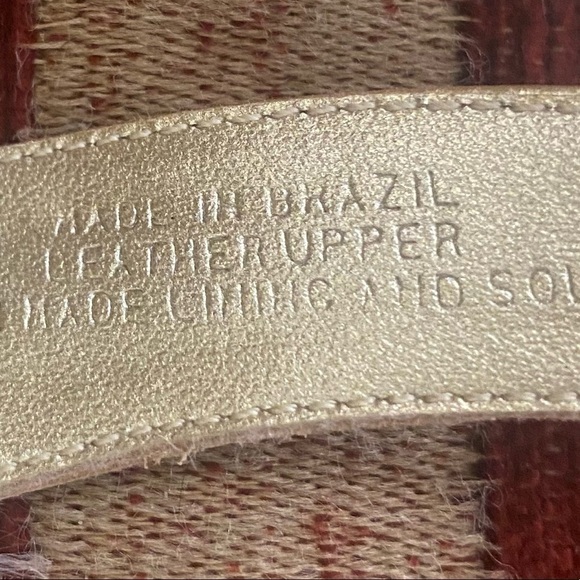 MADE IN BRAZIL
LEATHER UPPER
MADE LINING AND